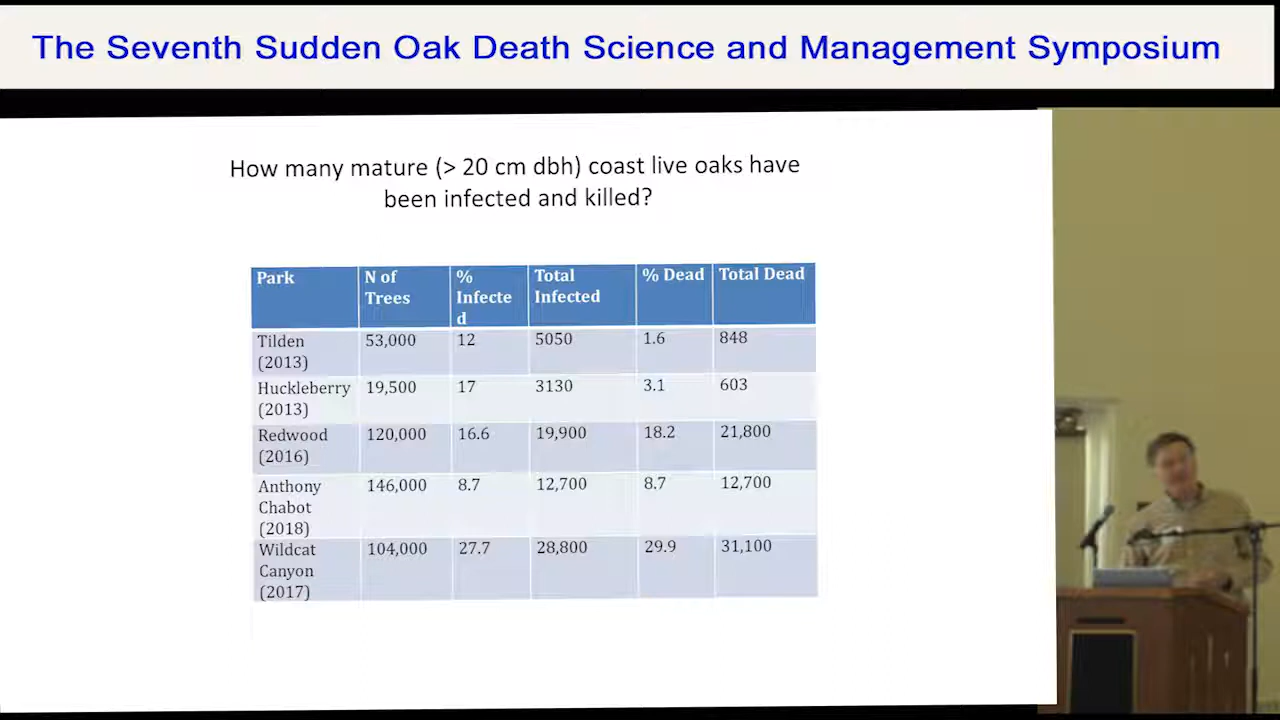 The Seventh Sudden Oak Death Science and Management Symposium
How many mature (> 20 cm dbh) coast live oaks have
been infected and killed?
Park N of Trees % Infecte d Total Infected % Dead Total Dead
Tilden (2013) 53,000 12 5050 1.6 848
Huckleberry (2013) 19,500 17 3130 3.1 603
Redwood (2016) 120,000 16.6 19,900 18.2 21,800
Anthony Chabot (2018) 146,000 8.7 12,700 8.7 12,700
Wildcat Canyon (2017) 104,000 27.7 28,800 29.9 31,100